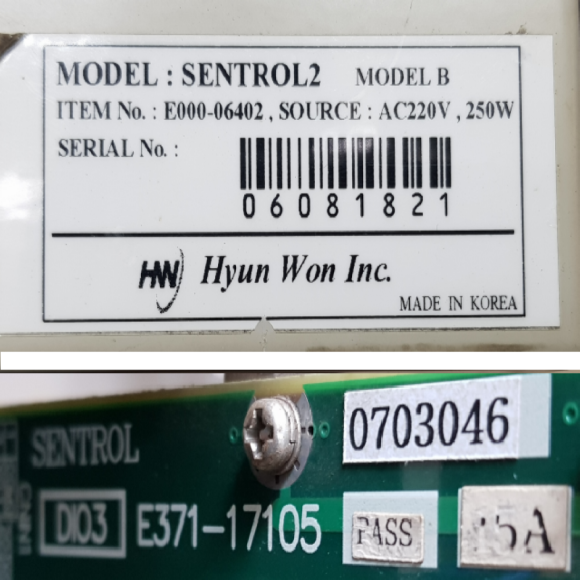 MODEL : SENTROL2 MODEL B
ITEM No. : E000-06402 , SOURCE : AC220V , 250W
SERIAL No. :
06081821
HW Hyun Won Inc.
MADE IN KOREA
SENTROL
0703046
DIO3 E371-17105
PASS